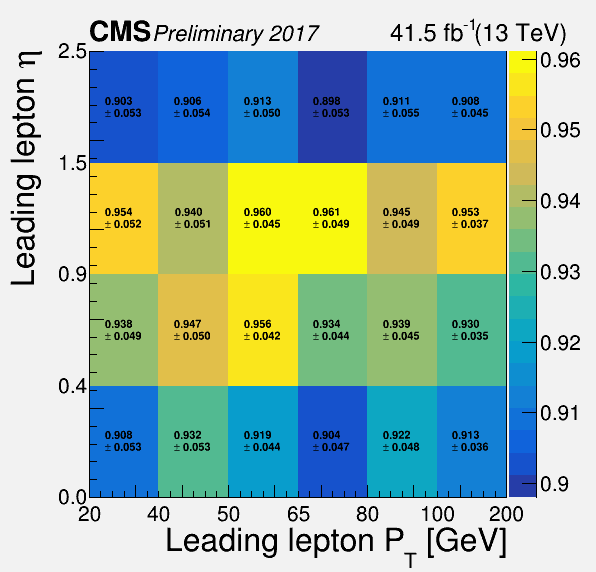 CMS Preliminary 2017 41.5 fb⁻¹(13 TeV)
2.5 0.96
0.903 0.906 0.913 0.898 0.911 0.908
± 0.053 ± 0.054 ± 0.050 ± 0.053 ± 0.055 ± 0.045
0.95
1.5
0.94
0.954 0.940 0.960 0.961 0.945 0.953
± 0.052 ± 0.051 ± 0.045 ± 0.049 ± 0.049 ± 0.037
0.93
0.9
0.938 0.947 0.956 0.934 0.939 0.930
± 0.049 ± 0.050 ± 0.042 ± 0.044 ± 0.045 ± 0.035
0.92
0.4
0.91
0.908 0.932 0.919 0.904 0.922 0.913
± 0.053 ± 0.053 ± 0.044 ± 0.047 ± 0.048 ± 0.036
0.9
0.0
20 40 50 65 80 100 200
Leading lepton P_T [GeV]
Leading lepton η